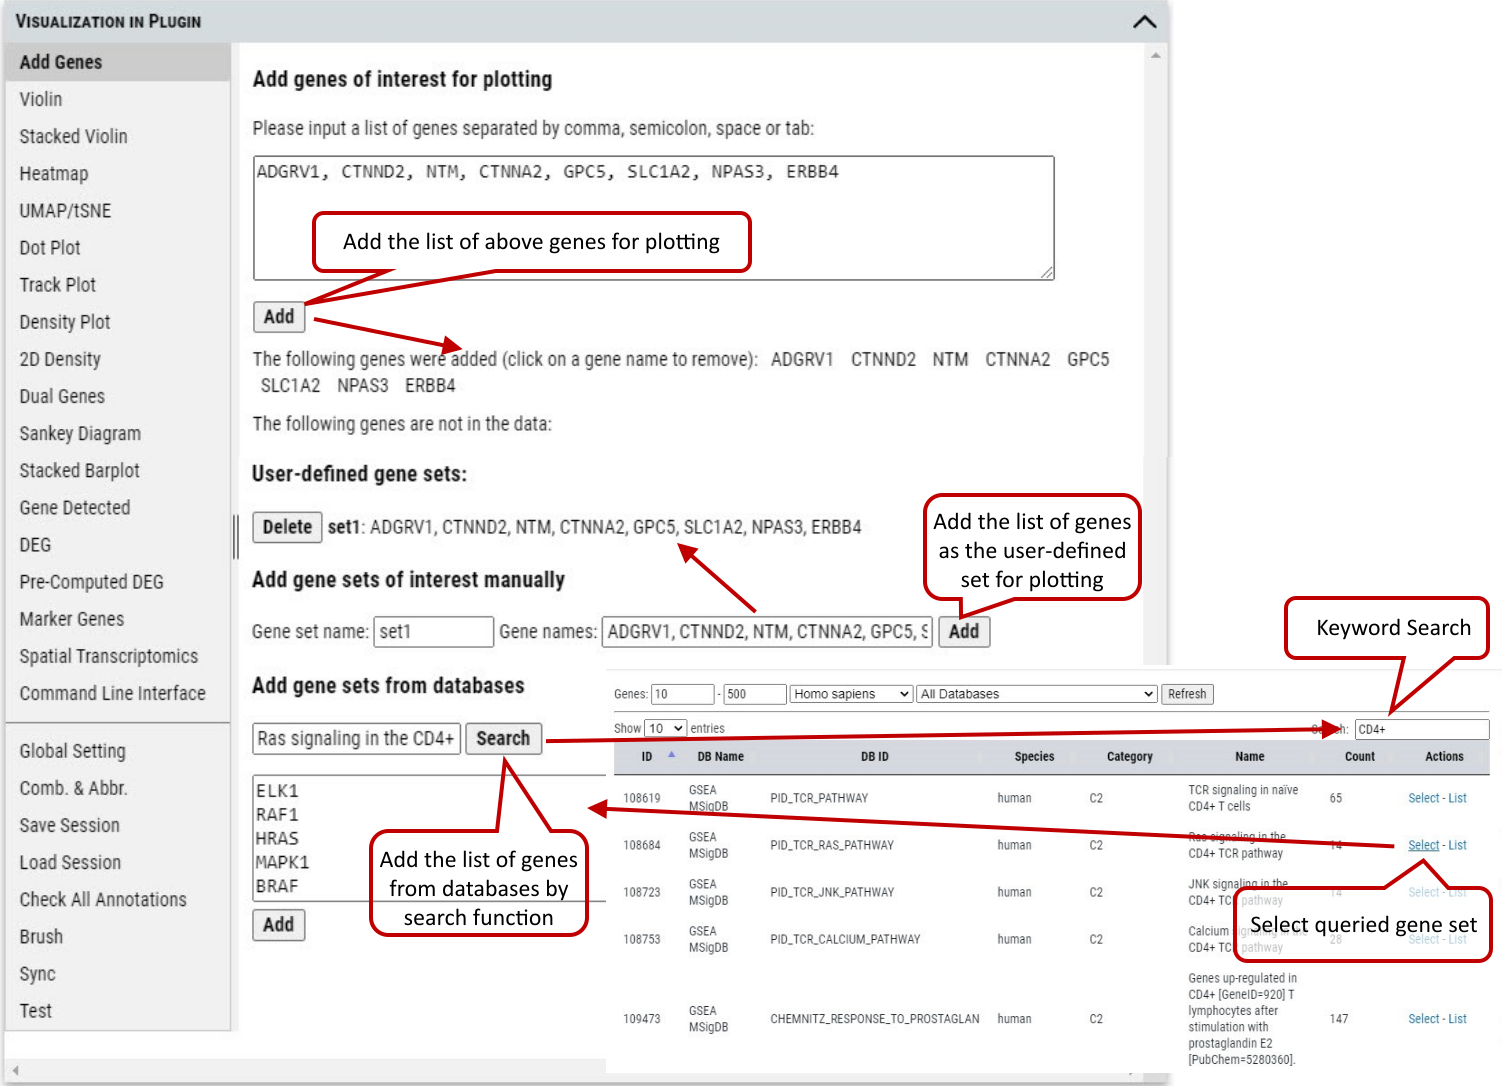 VISUALIZATION IN PLUGIN
Add Genes
Violin
Stacked Violin
Heatmap
UMAP/tSNE
Dot Plot
Track Plot
Density Plot
2D Density
Dual Genes
Sankey Diagram
Stacked Barplot
Gene Detected
DEG
Pre-Computed DEG
Marker Genes
Spatial Transcriptomics
Command Line Interface
Global Setting
Comb. & Abbr.
Save Session
Load Session
Check All Annotations
Brush
Sync
Test
Add genes of interest for plotting
Please input a list of genes separated by comma, semicolon, space or tab:
ADGRV1, CTNND2, NTM, CTNNA2, GPC5, SLC1A2, NPAS3, ERBB4
Add the list of above genes for plotting
Add
The following genes were added (click on a gene name to remove): ADGRV1 CTNND2 NTM CTNNA2 GPC5
SLC1A2 NPAS3 ERBB4
The following genes are not in the data:
User-defined gene sets:
Delete set1: ADGRV1, CTNND2, NTM, CTNNA2, GPC5, SLC1A2, NPAS3, ERBB4
Add the list of genes
as the user-defined
set for plotting
Add gene sets of interest manually
Gene set name: set1 Gene names: ADGRV1, CTNND2, NTM, CTNNA2, GPC5, S Add
Keyword Search
Add gene sets from databases
Ras signaling in the CD4+ Search
ELK1
RAF1
HRAS
MAPK1
BRAF
Add
Add the list of genes
from databases by
search function
Genes: 10 - 500 Homo sapiens All Databases Refresh
Show 10 entries Search: CD4+
ID DB Name DB ID Species Category Name Count Actions
108619 GSEA MSigDB PID_TCR_PATHWAY human C2 TCR signaling in naïve CD4+ T cells 65 Select - List
108684 GSEA MSigDB PID_TCR_RAS_PATHWAY human C2 Ras signaling in the CD4+ TCR pathway 14 Select - List
108723 GSEA MSigDB PID_TCR_JNK_PATHWAY human C2 JNK signaling in the CD4+ TCR pathway 14 Select - List
108753 GSEA MSigDB PID_TCR_CALCIUM_PATHWAY human C2 Calcium signaling in the CD4+ TCR pathway 28 Select - List
Select queried gene set
109473 GSEA MSigDB CHEMNITZ_RESPONSE_TO_PROSTAGLAN human C2 Genes up-regulated in CD4+ [GeneID=920] T lymphocytes after stimulation with prostaglandin E2 [PubChem=5280360]. 147 Select - List